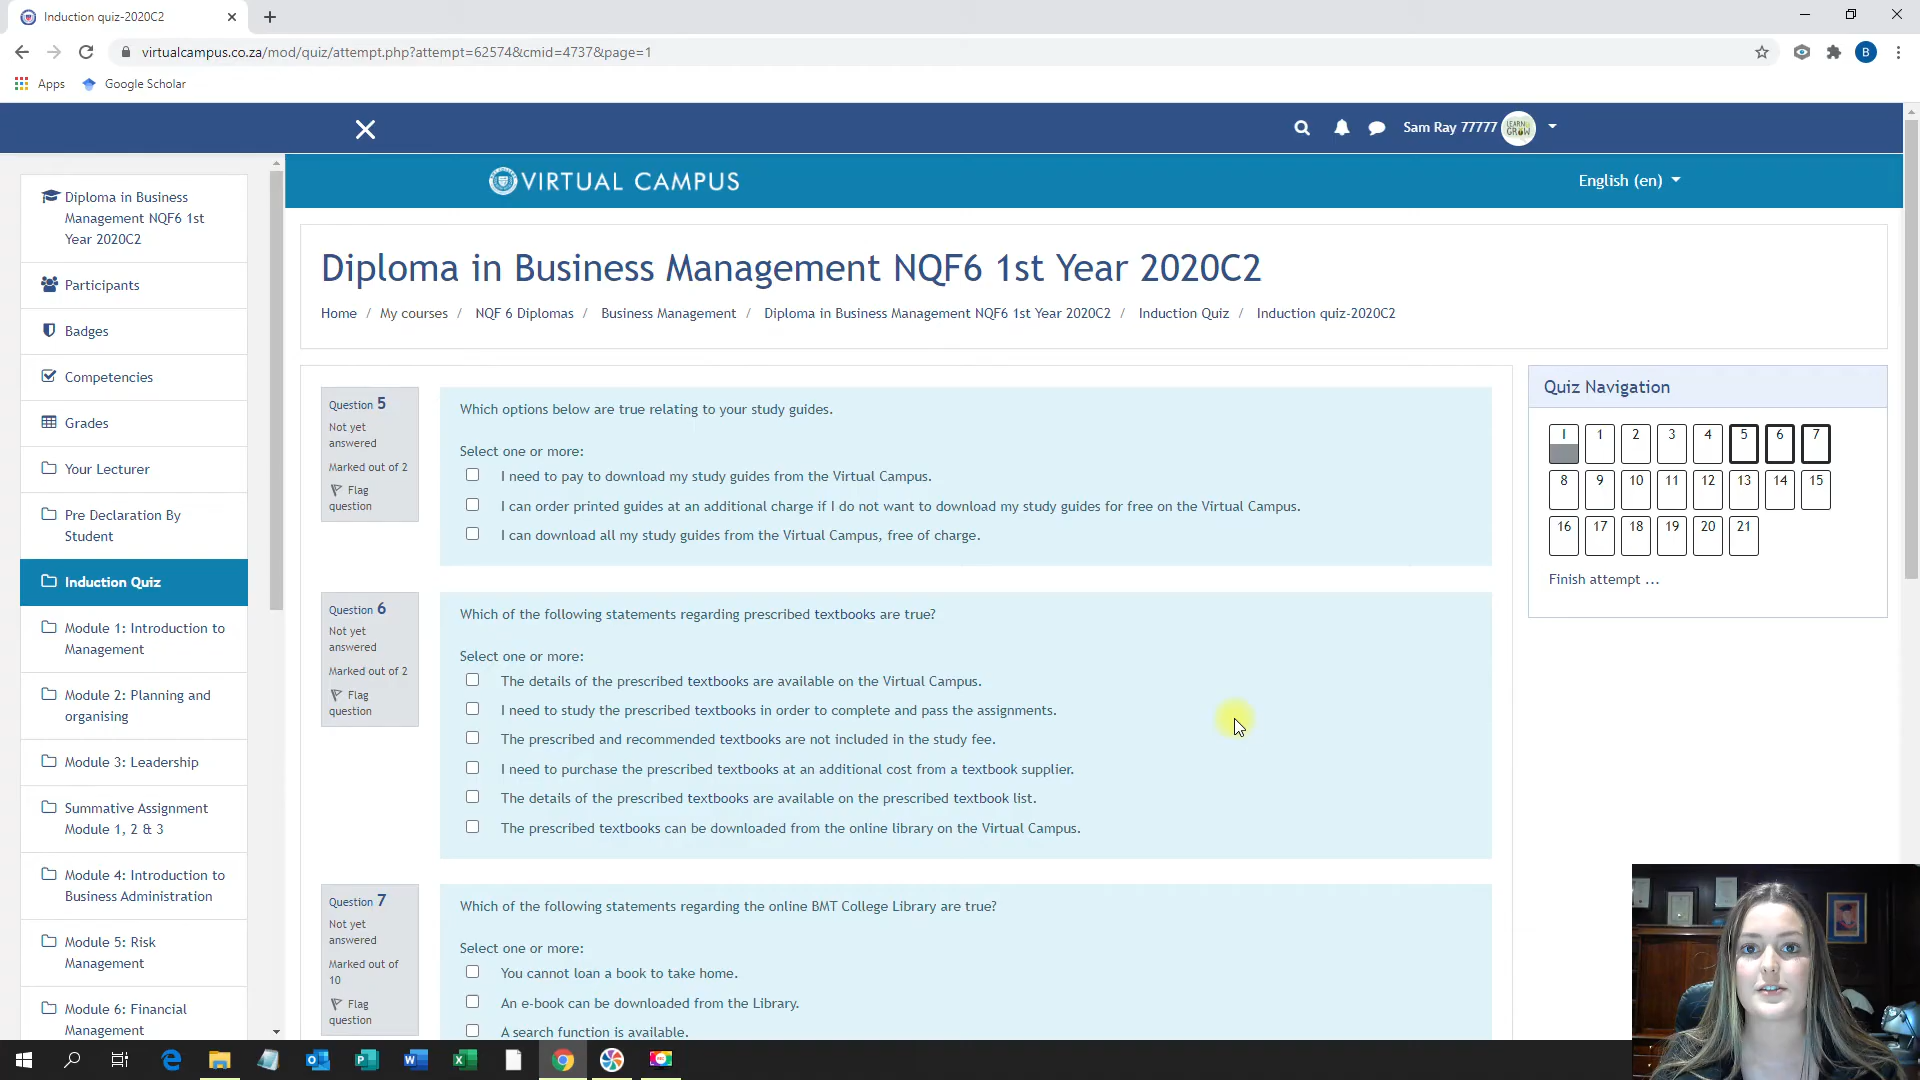 Induction quiz-2020C2
virtualcampus.co.za/mod/quiz/attempt.php?attempt=62574&cmid=4737&page=1
B
Apps
Google Scholar
Sam Ray 77777
VIRTUAL CAMPUS
English (en)
Diploma in Business
Management NQF6 1st
Year 2020C2
Participants
Badges
Competencies
Grades
Your Lecturer
Pre Declaration By
Student
Induction Quiz
Module 1: Introduction to
Management
Module 2: Planning and
organising
Module 3: Leadership
Summative Assignment
Module 1, 2 & 3
Module 4: Introduction to
Business Administration
Module 5: Risk
Management
Module 6: Financial
Management
Diploma in Business Management NQF6 1st Year 2020C2
Home / My courses / NQF 6 Diplomas / Business Management / Diploma in Business Management NQF6 1st Year 2020C2 / Induction Quiz / Induction quiz-2020C2
Question 5
Not yet
answered
Marked out of 2
Flag
question
Which options below are true relating to your study guides.
Select one or more:
I need to pay to download my study guides from the Virtual Campus.
I can order printed guides at an additional charge if I do not want to download my study guides for free on the Virtual Campus.
I can download all my study guides from the Virtual Campus, free of charge.
Question 6
Not yet
answered
Marked out of 2
Flag
question
Which of the following statements regarding prescribed textbooks are true?
Select one or more:
The details of the prescribed textbooks are available on the Virtual Campus.
I need to study the prescribed textbooks in order to complete and pass the assignments.
The prescribed and recommended textbooks are not included in the study fee.
I need to purchase the prescribed textbooks at an additional cost from a textbook supplier.
The details of the prescribed textbooks are available on the prescribed textbook list.
The prescribed textbooks can be downloaded from the online library on the Virtual Campus.
Question 7
Not yet
answered
Marked out of
10
Flag
question
Which of the following statements regarding the online BMT College Library are true?
Select one or more:
You cannot loan a book to take home.
An e-book can be downloaded from the Library.
A search function is available.
Quiz Navigation
I 1 2 3 4 5 6 7
8 9 10 11 12 13 14 15
16 17 18 19 20 21
Finish attempt ...